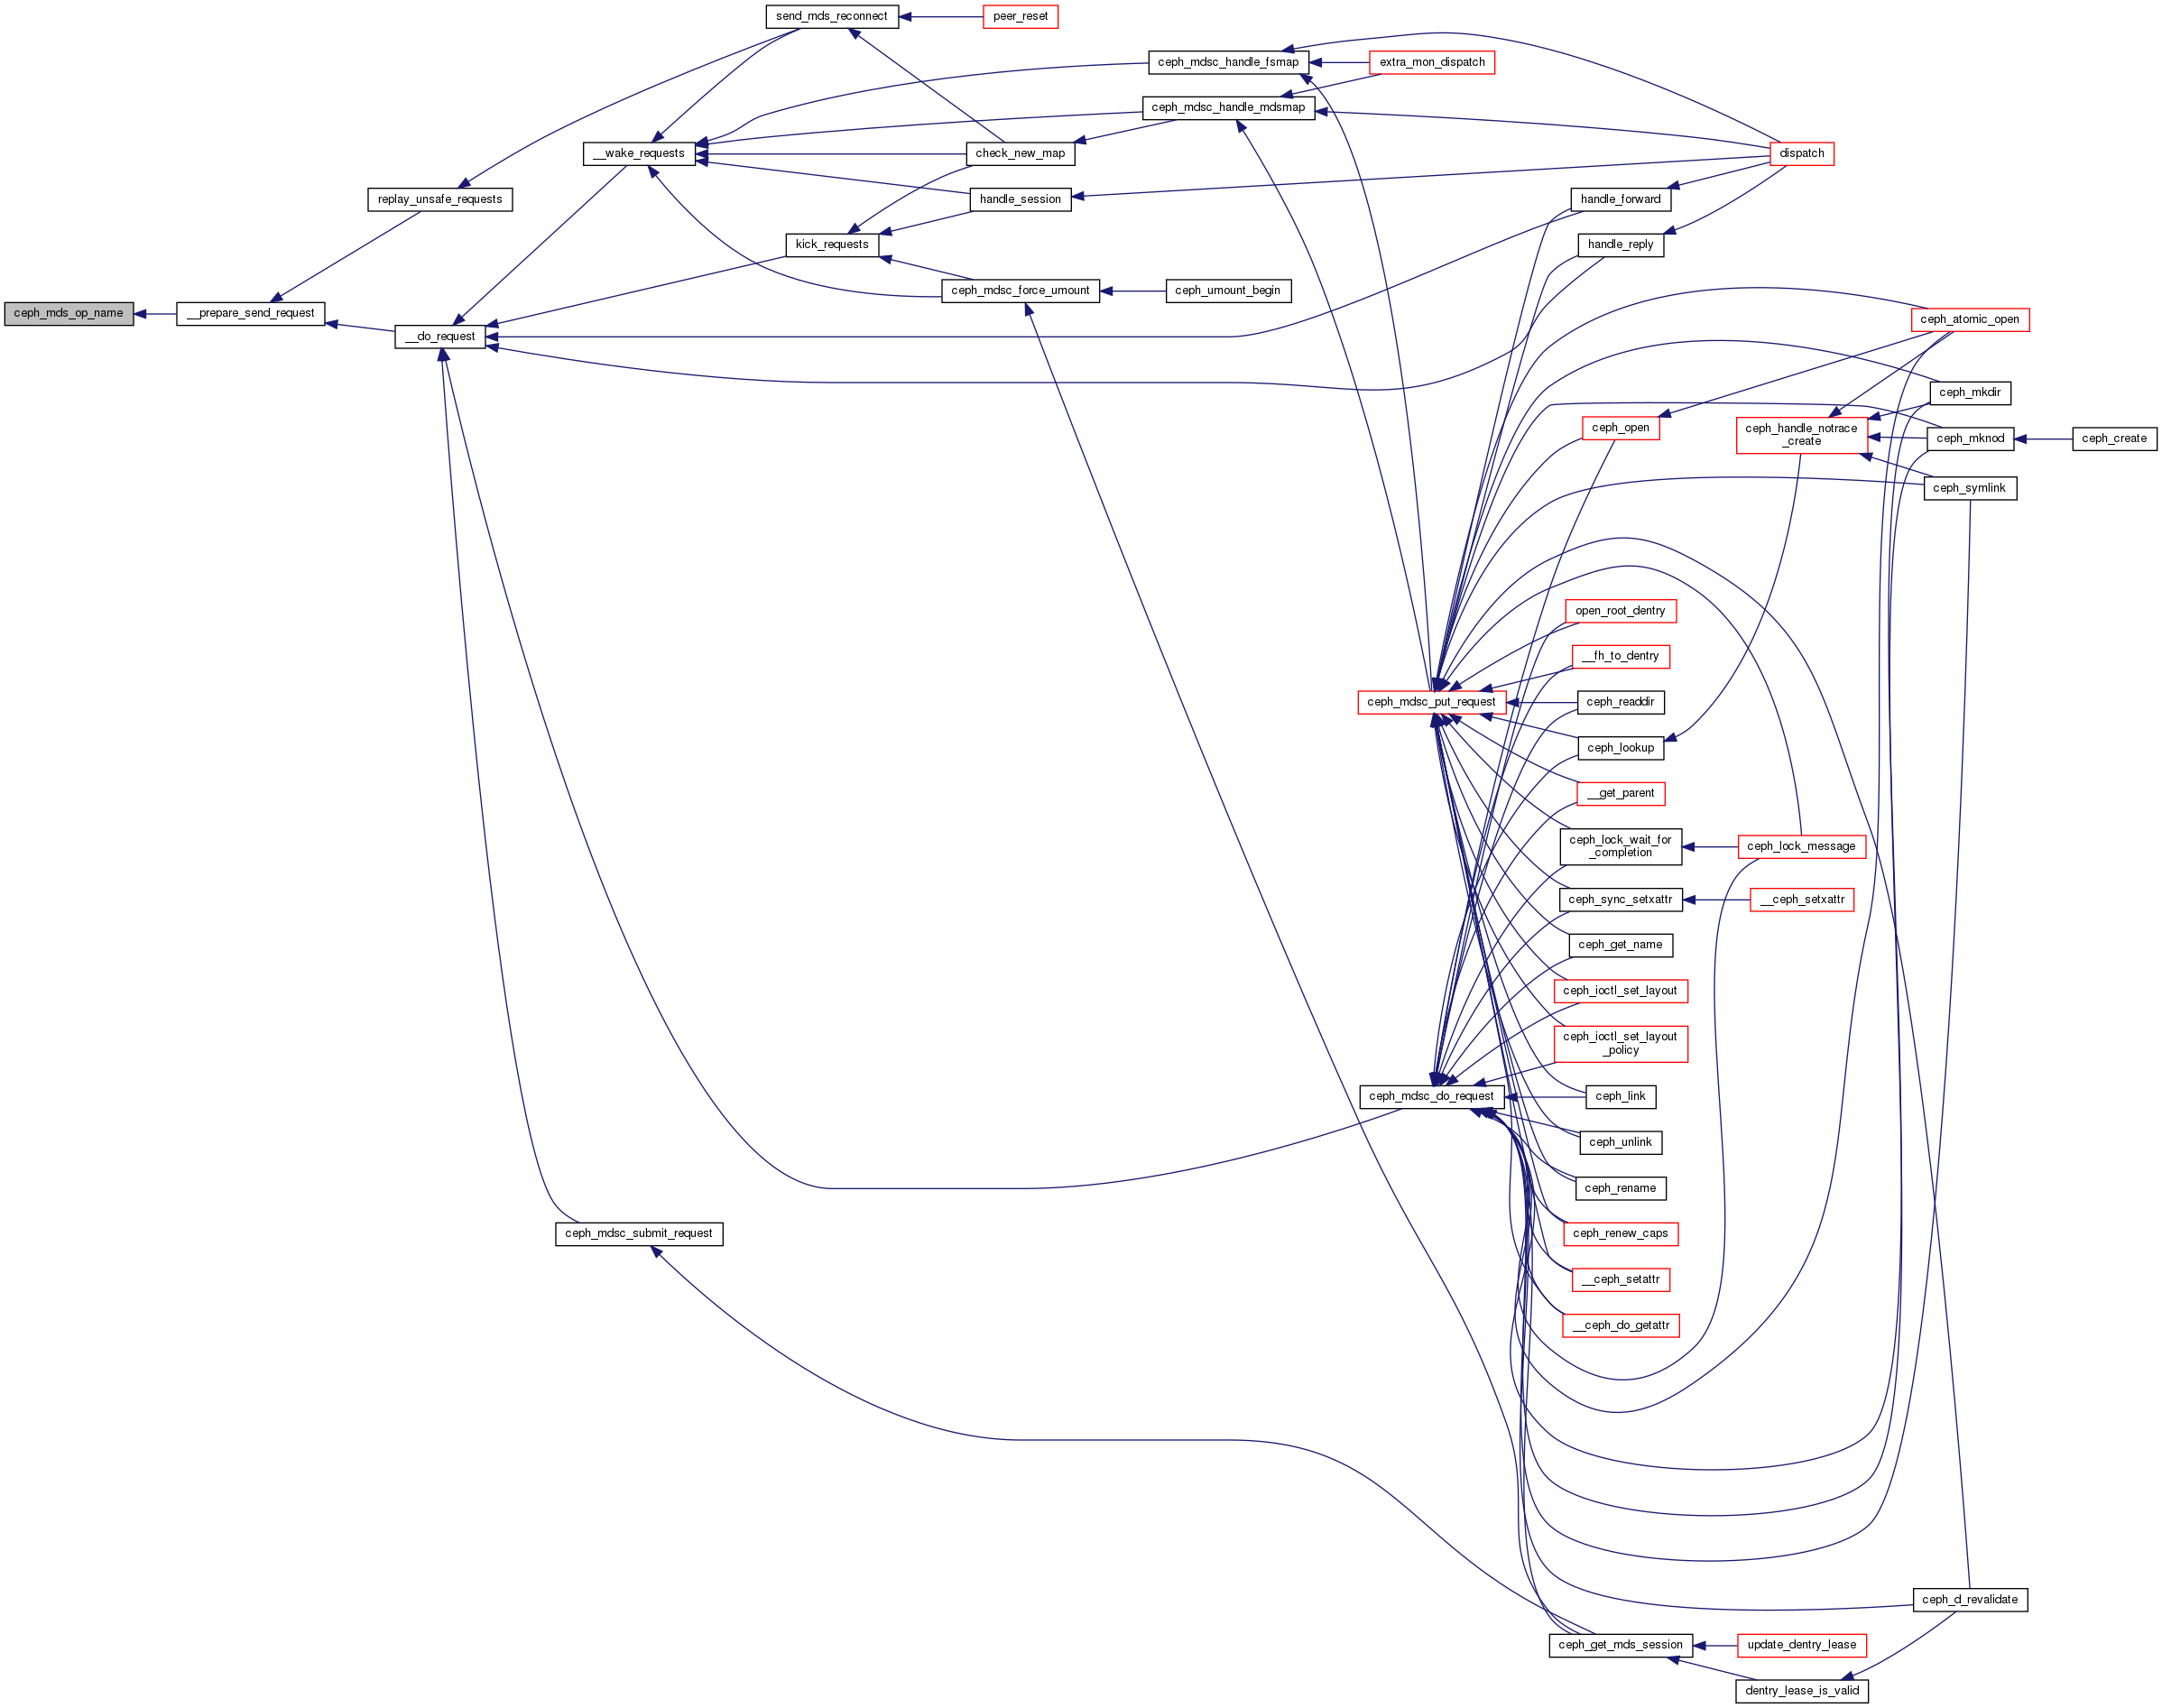 send_mds_reconnect
peer_reset
ceph_mdsc_handle_fsmap
extra_mon_dispatch
ceph_mdsc_handle_mdsmap
__wake_requests
check_new_map
dispatch
replay_unsafe_requests
handle_session
handle_forward
kick_requests
handle_reply
ceph_mdsc_force_umount
ceph_umount_begin
ceph_mds_op_name
__prepare_send_request
ceph_atomic_open
__do_request
ceph_mkdir
ceph_open
ceph_handle_notrace
_create
ceph_mknod
ceph_create
ceph_symlink
open_root_dentry
__fh_to_dentry
ceph_mdsc_put_request
ceph_readdir
ceph_lookup
__get_parent
ceph_lock_wait_for
_completion
ceph_lock_message
ceph_sync_setxattr
__ceph_setxattr
ceph_get_name
ceph_ioctl_set_layout
ceph_ioctl_set_layout
_policy
ceph_mdsc_do_request
ceph_link
ceph_unlink
ceph_rename
ceph_mdsc_submit_request
ceph_renew_caps
__ceph_setattr
__ceph_do_getattr
ceph_d_revalidate
ceph_get_mds_session
update_dentry_lease
dentry_lease_is_valid